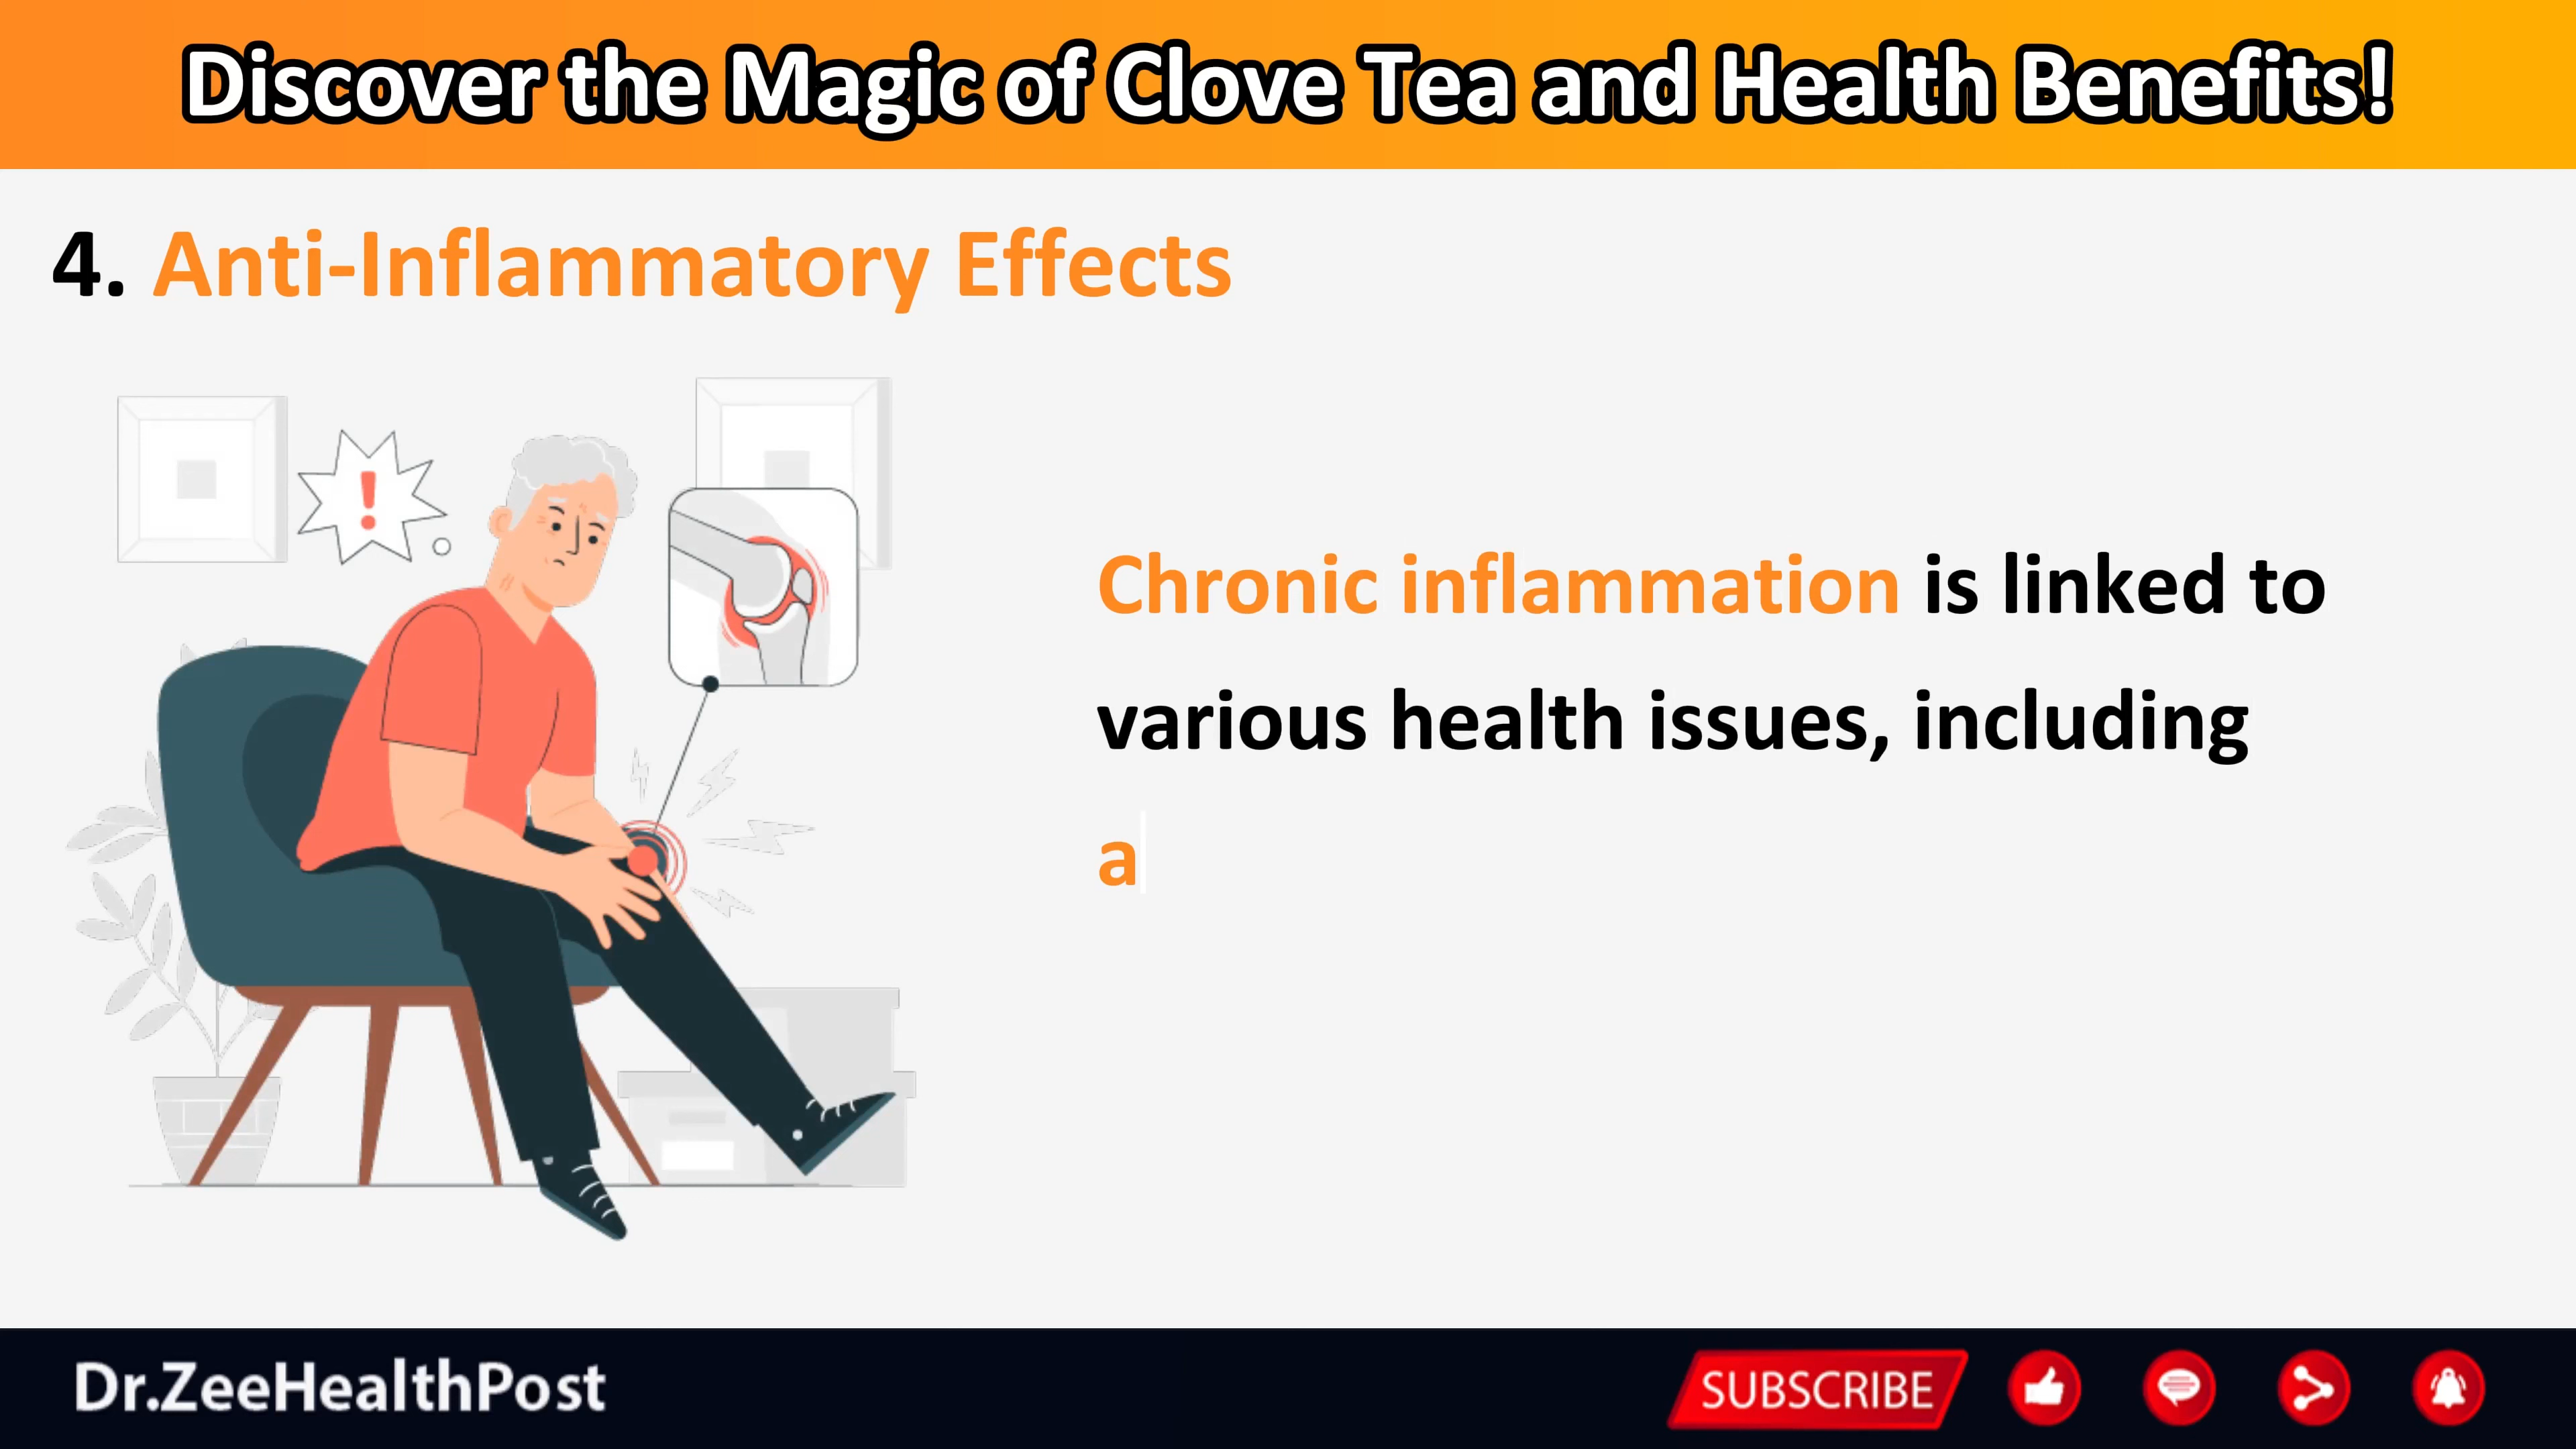 Discover the Magic of Clove Tea and Health Benefits!
4. Anti-Inflammatory Effects
!
Chronic inflammation is linked to
various health issues, including
a
Dr.ZeeHealthPost
SUBSCRIBE